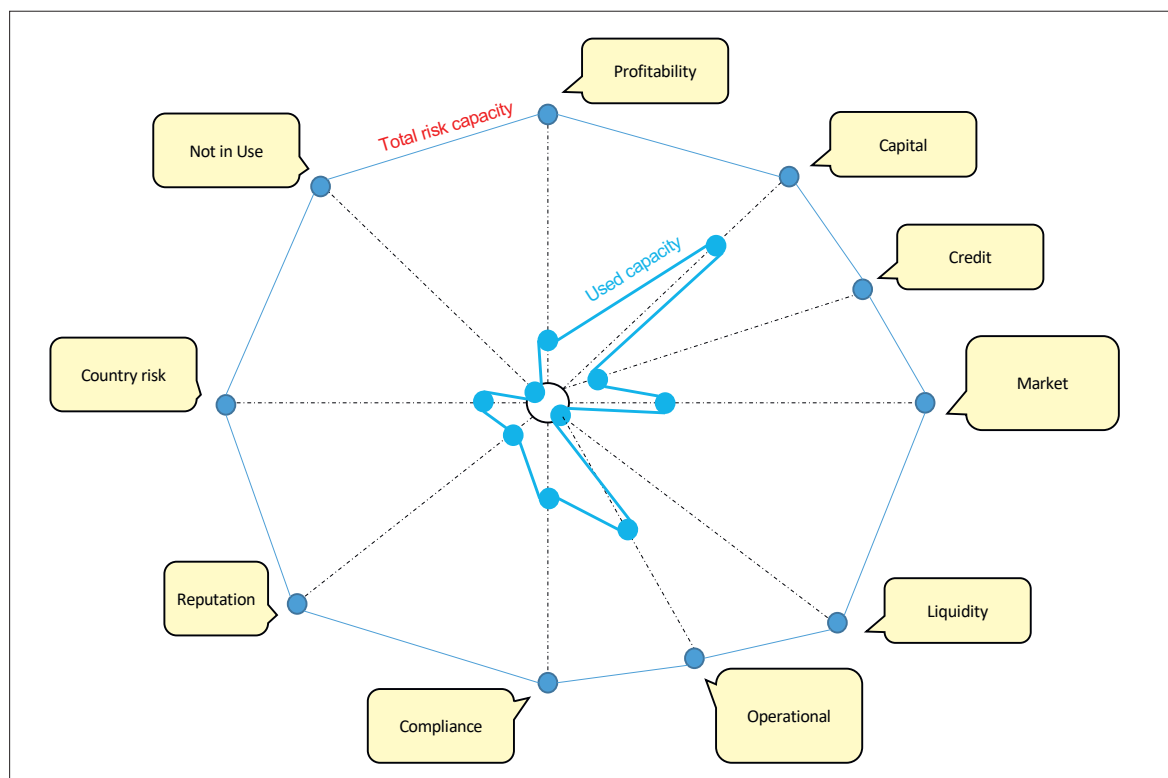 Profitability
Total risk capacity
Not in Use
Capital
Used capacity
Credit
Country risk
Market
Reputation
Liquidity
Compliance
Operational